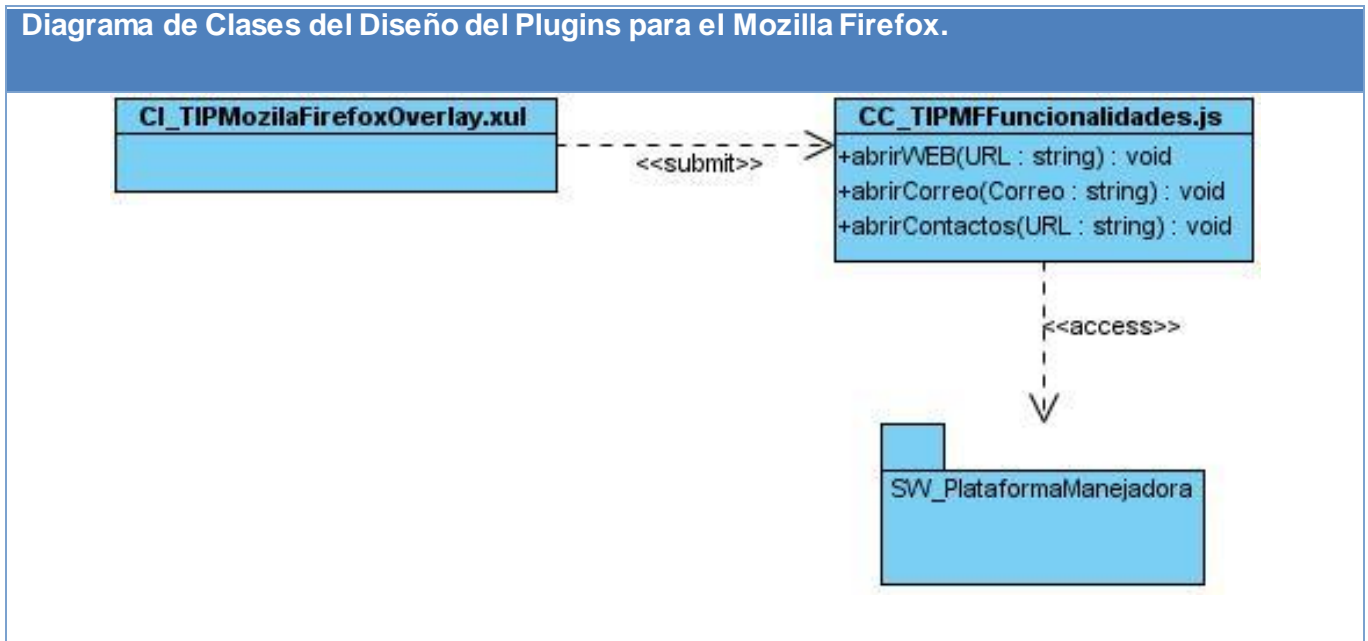 Diagrama de Clases del Diseño del Plugins para el Mozilla Firefox.
CI_TIPMozilaFirefoxOverlay.xul
<<submit>>
CC_TIPMFFuncionalidades.js
+abrirWEB(URL : string) : void
+abrirCorreo(Correo : string) : void
+abrirContactos(URL : string) : void
<<access>>
SW_PlataformaManejadora